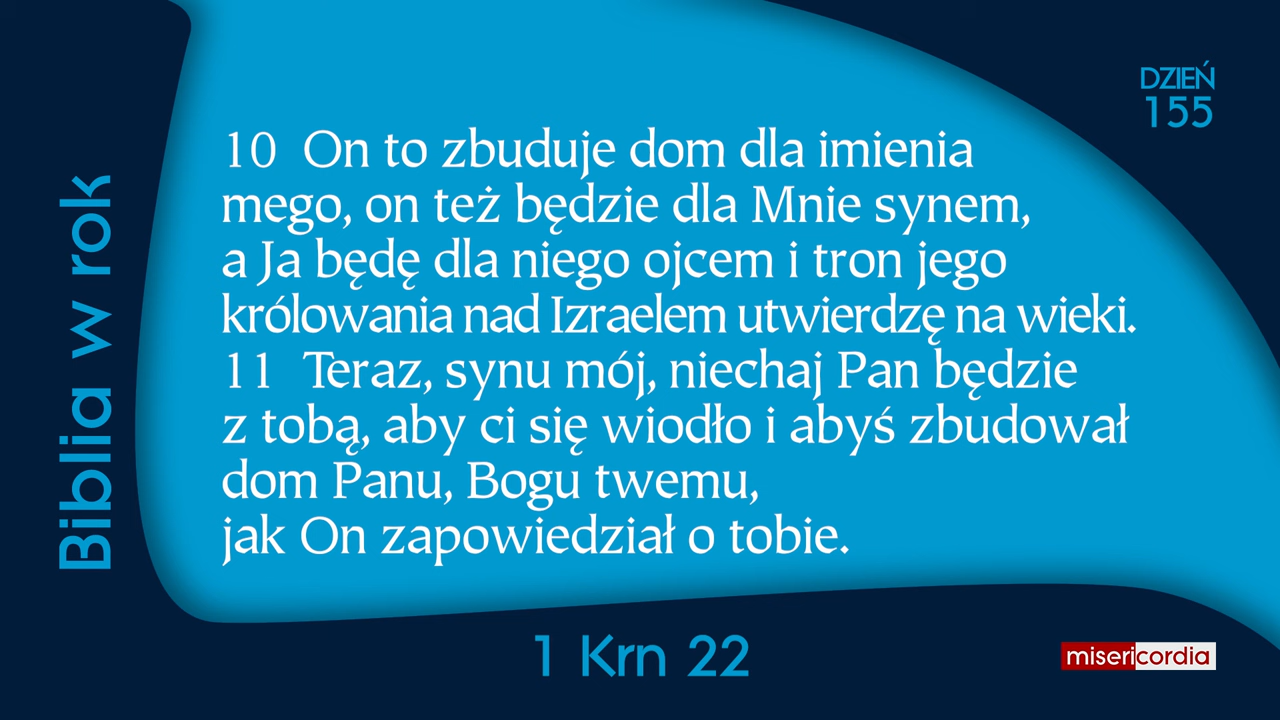 DZIEŃ
155
10 On to zbuduje dom dla imienia
mego, on też będzie dla Mnie synem,
a Ja będę dla niego ojcem i tron jego
królowania nad Izraelem utwierdzę na wieki.
11 Teraz, synu mój, niechaj Pan będzie
z tobą, aby ci się wiodło i abyś zbudował
dom Panu, Bogu twemu,
jak On zapowiedział o tobie.
Biblia w rok
1 Krn 22
misericordia